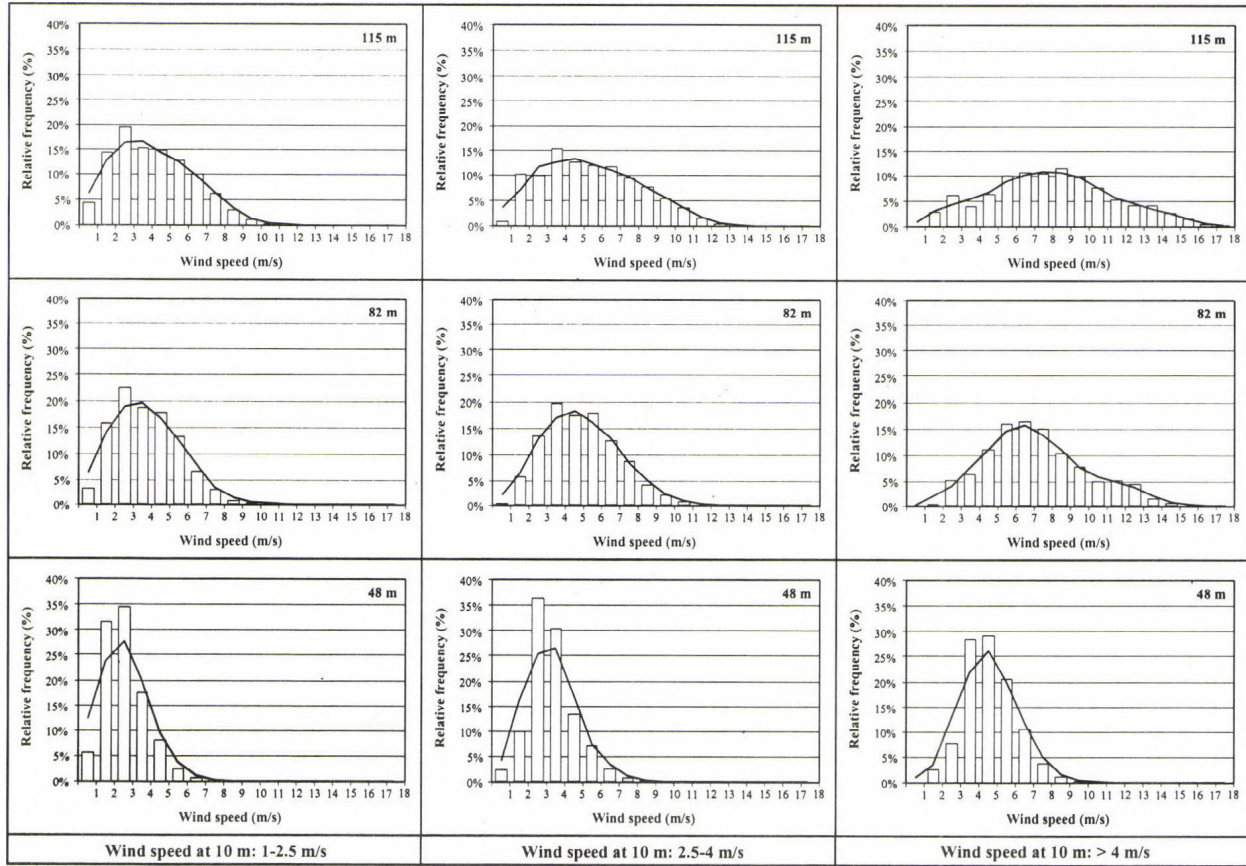 115 m
Relative frequency (%)
40%
35%
30%
25%
20%
15%
10%
5%
0%
1 2 3 4 5 6 7 8 9 10 11 12 13 14 15 16 17 18
Wind speed (m/s)
115 m
Relative frequency (%)
40%
35%
30%
25%
20%
15%
10%
5%
0%
1 2 3 4 5 6 7 8 9 10 11 12 13 14 15 16 17 18
Wind speed (m/s)
115 m
Relative frequency (%)
40%
35%
30%
25%
20%
15%
10%
5%
0%
1 2 3 4 5 6 7 8 9 10 11 12 13 14 15 16 17 18
Wind speed (m/s)
82 m
Relative frequency (%)
40%
35%
30%
25%
20%
15%
10%
5%
0%
1 2 3 4 5 6 7 8 9 10 11 12 13 14 15 16 17 18
Wind speed (m/s)
82 m
Relative frequency (%)
40%
35%
30%
25%
20%
15%
10%
5%
0%
1 2 3 4 5 6 7 8 9 10 11 12 13 14 15 16 17 18
Wind speed (m/s)
82 m
Relative frequency (%)
40%
35%
30%
25%
20%
15%
10%
5%
0%
1 2 3 4 5 6 7 8 9 10 11 12 13 14 15 16 17 18
Wind speed (m/s)
48 m
Relative frequency (%)
40%
35%
30%
25%
20%
15%
10%
5%
0%
1 2 3 4 5 6 7 8 9 10 11 12 13 14 15 16 17 18
Wind speed (m/s)
48 m
Relative frequency (%)
40%
35%
30%
25%
20%
15%
10%
5%
0%
1 2 3 4 5 6 7 8 9 10 11 12 13 14 15 16 17 18
Wind speed (m/s)
48 m
Relative frequency (%)
40%
35%
30%
25%
20%
15%
10%
5%
0%
1 2 3 4 5 6 7 8 9 10 11 12 13 14 15 16 17 18
Wind speed (m/s)
Wind speed at 10 m: 1-2.5 m/s
Wind speed at 10 m: 2.5-4 m/s
Wind speed at 10 m: > 4 m/s